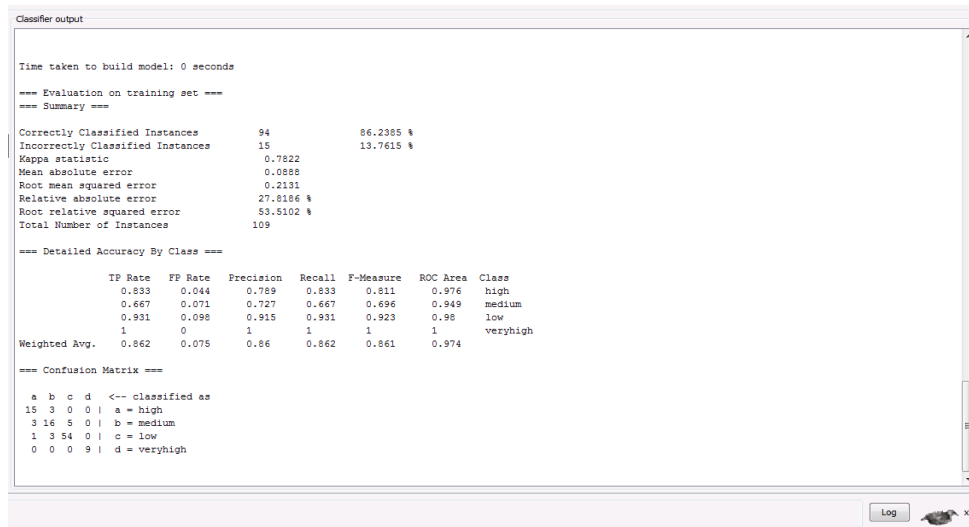 Classifier output
Time taken to build model: 0 seconds
=== Evaluation on training set ===
=== Summary ===
Correctly Classified Instances 94 86.2385 %
Incorrectly Classified Instances 15 13.7615 %
Kappa statistic 0.7822
Mean absolute error 0.0888
Root mean squared error 0.2131
Relative absolute error 27.8186 %
Root relative squared error 53.5102 %
Total Number of Instances 109
=== Detailed Accuracy By Class ===
TP Rate FP Rate Precision Recall F-Measure ROC Area Class
0.833 0.044 0.789 0.833 0.811 0.976 high
0.667 0.071 0.727 0.667 0.696 0.949 medium
0.931 0.098 0.915 0.931 0.923 0.98 low
1 0 1 1 1 1 veryhigh
Weighted Avg. 0.862 0.075 0.86 0.862 0.861 0.974
=== Confusion Matrix ===
a b c d <-- classified as
15 3 0 0 | a = high
3 16 5 0 | b = medium
1 3 54 0 | c = low
0 0 0 9 | d = veryhigh
Log x